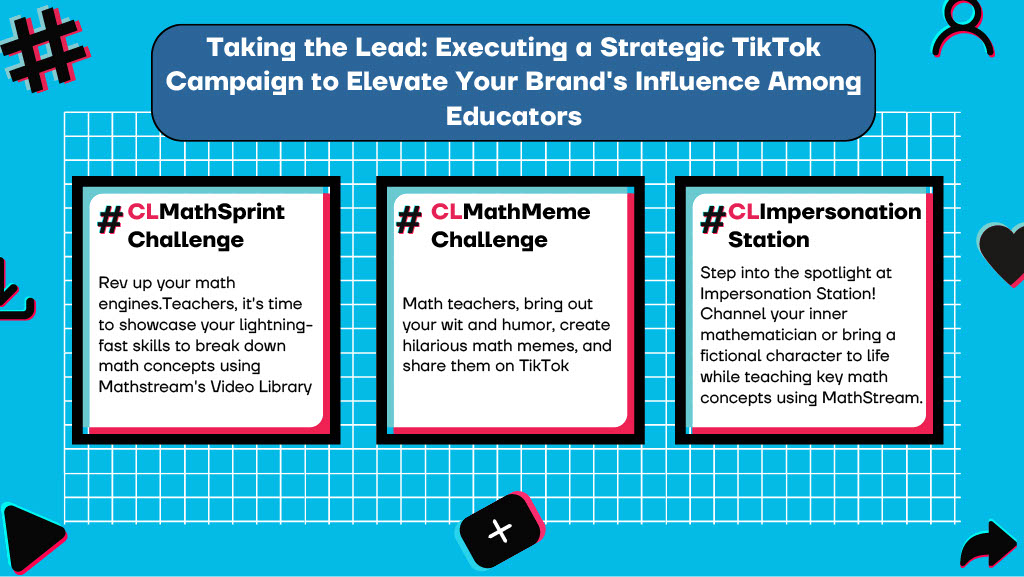 Taking the Lead: Executing a Strategic TikTok
Campaign to Elevate Your Brand's Influence Among
Educators
#CLMathSprint
Challenge
Rev up your math
engines.Teachers, it's time
to showcase your lightning-
fast skills to break down
math concepts using
Mathstream's Video Library
#CLMathMeme
Challenge
Math teachers, bring out
your wit and humor, create
hilarious math memes, and
share them on TikTok
#CLImpersonation
Station
Step into the spotlight at
Impersonation Station!
Channel your inner
mathematician or bring a
fictional character to life
while teaching key math
concepts using MathStream.